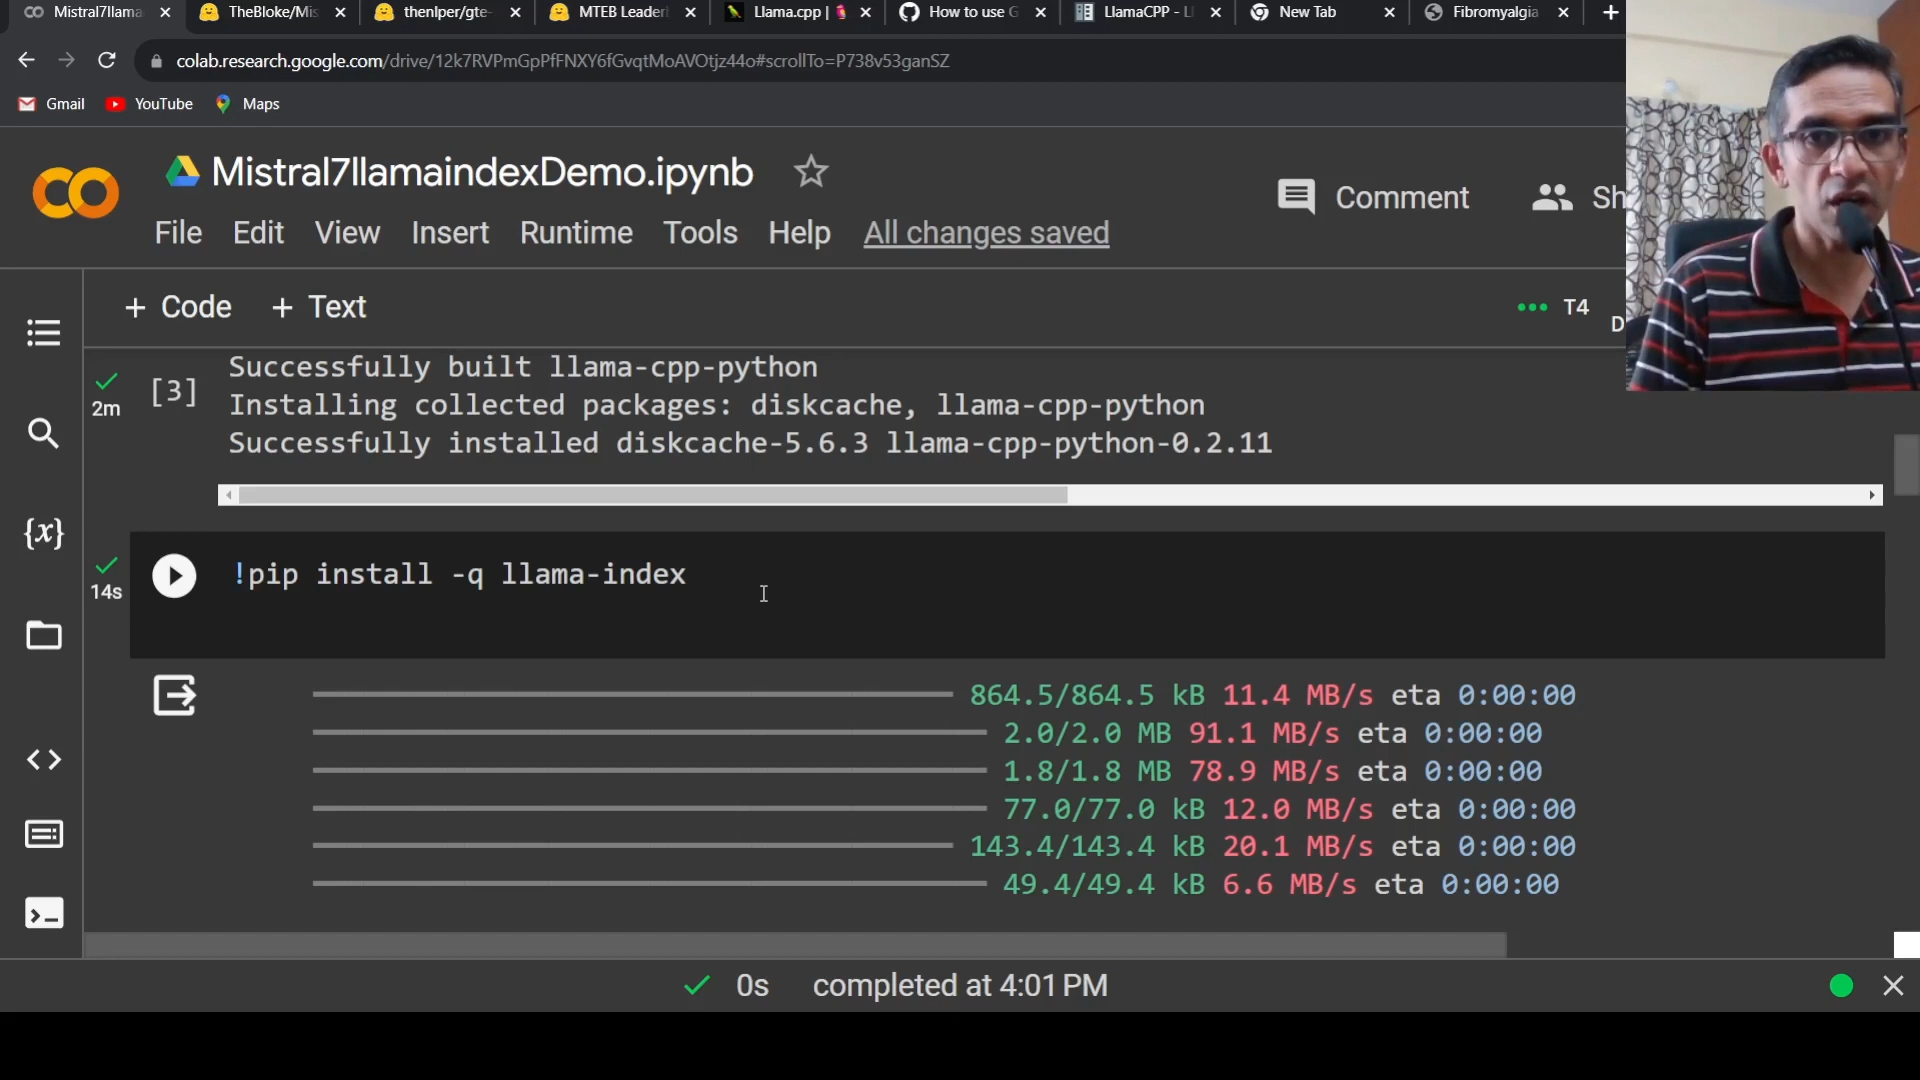 Mistral7llama
TheBloke/Mis
thenlper/gte-
MTEB Leader
Llama.cpp |
How to use G
LlamaCPP - Ll
New Tab
Fibromyalgia
colab.research.google.com/drive/12k7RVPmGpPfFNXY6fGvqtMoAVOtjz44o#scrollTo=P738v53ganSZ
Gmail
YouTube
Maps
Mistral7llamaindexDemo.ipynb
Comment
Sh
File Edit View Insert Runtime Tools Help All changes saved
+ Code + Text
T4
D
Successfully built llama-cpp-python
2m
[3]
Installing collected packages: diskcache, llama-cpp-python
Successfully installed diskcache-5.6.3 llama-cpp-python-0.2.11
14s
!pip install -q llama-index
864.5/864.5 kB 11.4 MB/s eta 0:00:00
2.0/2.0 MB 91.1 MB/s eta 0:00:00
1.8/1.8 MB 78.9 MB/s eta 0:00:00
77.0/77.0 kB 12.0 MB/s eta 0:00:00
143.4/143.4 kB 20.1 MB/s eta 0:00:00
49.4/49.4 kB 6.6 MB/s eta 0:00:00
0s completed at 4:01 PM